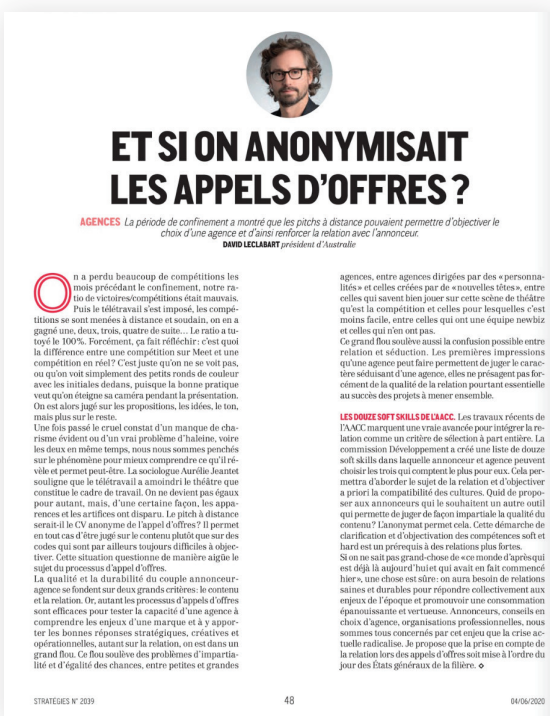 ET SI ON ANONYMISAIT
LES APPELS D'OFFRES ?
AGENCES La période de confinement a montré que les pitchs à distance pouvaient permettre d'objectiver le
choix d'une agence et d'ainsi renforcer la relation avec l'annonceur.
DAVID LECLABART président d'Australie
On a perdu beaucoup de compétitions les
mois précédant le confinement, notre ra-
tio de victoires/compétitions était mauvais.
Puis le télétravail s'est imposé, les compé-
titions se sont menées à distance et soudain, on en a
gagné une, deux, trois, quatre de suite… Le ratio a tu-
toyé le 100%. Forcément, ça fait réfléchir : c'est quoi
la différence entre une compétition sur Meet et une
compétition en réel ? C'est juste qu'on ne se voit pas,
ou qu'on voit simplement des petits ronds de couleur
avec les initiales dedans, puisque la bonne pratique
veut qu'on éteigne sa caméra pendant la présentation.
On est alors jugé sur les propositions, les idées, le ton,
mais plus sur le reste.
Une fois passé le cruel constat d'un manque de cha-
risme évident ou d'un vrai problème d'haleine, voire
les deux en même temps, nous nous sommes penchés
sur le phénomène pour mieux comprendre ce qu'il ré-
vèle et permet peut-être. La sociologue Aurélie Jeantet
souligne que le télétravail a amoindri le théâtre que
constitue le cadre de travail. On ne devient pas égaux
pour autant, mais, d'une certaine façon, les appa-
rences et les artifices ont disparu. Le pitch à distance
serait-il le CV anonyme de l'appel d'offres ? Il permet
en tout cas d'être jugé sur le contenu plutôt que sur des
codes qui sont par ailleurs toujours difficiles à objec-
tiver. Cette situation questionne de manière aigüe le
sujet du processus d'appel d'offres.
La qualité et la durabilité du couple annonceur-
agence se fondent sur deux grands critères : le contenu
et la relation. Or, autant les processus d'appels d'offres
sont efficaces pour tester la capacité d'une agence à
comprendre les enjeux d'une marque et à y appor-
ter les bonnes réponses stratégiques, créatives et
opérationnelles, autant sur la relation, on est dans un
grand flou. Ce flou soulève des problèmes d'impartia-
lité et d'égalité des chances, entre petites et grandes
agences, entre agences dirigées par des «personna-
lités» et celles créées par de «nouvelles têtes», entre
celles qui savent bien jouer sur cette scène de théâtre
qu'est la compétition et celles pour lesquelles c'est
moins facile, entre celles qui ont une équipe newbiz
et celles qui n'en ont pas.
Ce grand flou soulève aussi la confusion possible entre
relation et séduction. Les premières impressions
qu'une agence peut faire permettent de juger le carac-
tère séduisant d'une agence, elles ne présagent pas for-
cément de la qualité de la relation pourtant essentielle
au succès des projets à mener ensemble.
LES DOUZE SOFT SKILLS DE L'AACC. Les travaux récents de
l'AACC marquent une vraie avancée pour intégrer la re-
lation comme un critère de sélection à part entière. La
commission Développement a créé une liste de douze
soft skills dans laquelle annonceur et agence peuvent
choisir les trois qui comptent le plus pour eux. Cela per-
mettra d'aborder le sujet de la relation et d'objectiver
a priori la compatibilité des cultures. Quid de propo-
ser aux annonceurs qui le souhaitent un autre outil
qui permette de juger de façon impartiale la qualité du
contenu ? L'anonymat permet cela. Cette démarche de
clarification et d'objectivation des compétences soft et
hard est un prérequis à des relations plus fortes.
Si on ne sait pas grand-chose de «ce monde d'après qui
est déjà là aujourd'hui et qui avait en fait commencé
hier», une chose est sûre : on aura besoin de relations
saines et durables pour répondre collectivement aux
enjeux de l'époque et promouvoir une consommation
épanouissante et vertueuse. Annonceurs, conseils en
choix d'agence, organisations professionnelles, nous
sommes tous concernés par cet enjeu que la crise ac-
tuelle radicalise. Je propose que la prise en compte de
la relation lors des appels d'offres soit mise à l'ordre du
jour des États généraux de la filière.
STRATÉGIES N° 2039
48
04/06/2020